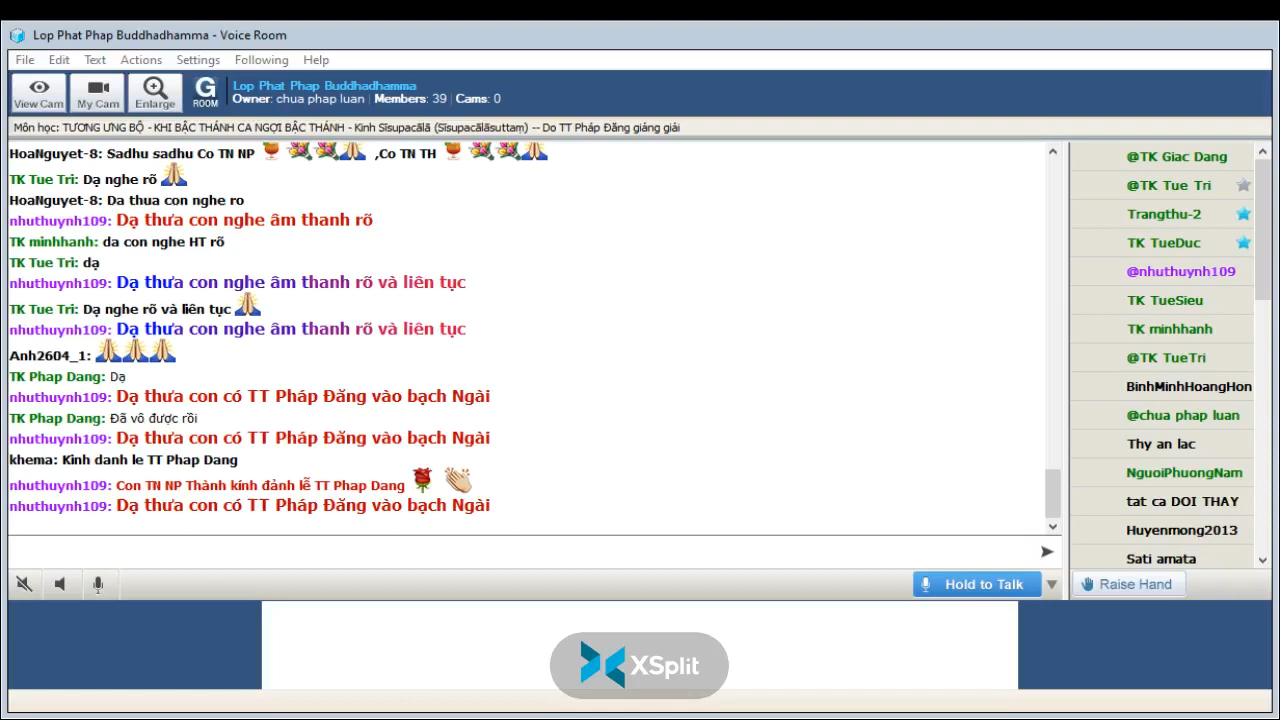 Lop Phat Phap Buddhadhamma - Voice Room
File Edit Text Actions Settings Following Help
View Cam My Cam Enlarge G ROOM
Lop Phat Phap Buddhadhamma
Owner: chua phap luan | Members: 39 | Cams: 0
Môn học: TƯƠNG ƯNG BỘ - KHI BẬC THÁNH CA NGỢI BẬC THÁNH - Kinh Sīsupacālā (Sīsupacālāsuttaṃ) -- Do TT Pháp Đăng giảng giải
HoaNguyet-8: Sadhu sadhu Co TN NP ,Co TN TH
TK Tue Tri: Dạ nghe rõ
HoaNguyet-8: Da thua con nghe ro
nhuthuynh109: Dạ thưa con nghe âm thanh rõ
TK minhhanh: da con nghe HT rõ
TK Tue Tri: dạ
nhuthuynh109: Dạ thưa con nghe âm thanh rõ và liên tục
TK Tue Tri: Dạ nghe rõ và liên tục
nhuthuynh109: Dạ thưa con nghe âm thanh rõ và liên tục
Anh2604_1:
TK Phap Dang: Dạ
nhuthuynh109: Dạ thưa con có TT Pháp Đăng vào bạch Ngài
TK Phap Dang: Đã vô được rồi
nhuthuynh109: Dạ thưa con có TT Pháp Đăng vào bạch Ngài
khema: Kinh danh le TT Phap Dang
nhuthuynh109: Con TN NP Thành kính đảnh lễ TT Phap Dang
nhuthuynh109: Dạ thưa con có TT Pháp Đăng vào bạch Ngài
@TK Giac Dang
@TK Tue Tri
Trangthu-2
TK TueDuc
@nhuthuynh109
TK TueSieu
TK minhhanh
@TK TueTri
BinhMinhHoangHon
@chua phap luan
Thy an lac
NguoiPhuongNam
tat ca DOI THAY
Huyenmong2013
Sati amata
Hold to Talk
Raise Hand
XSplit